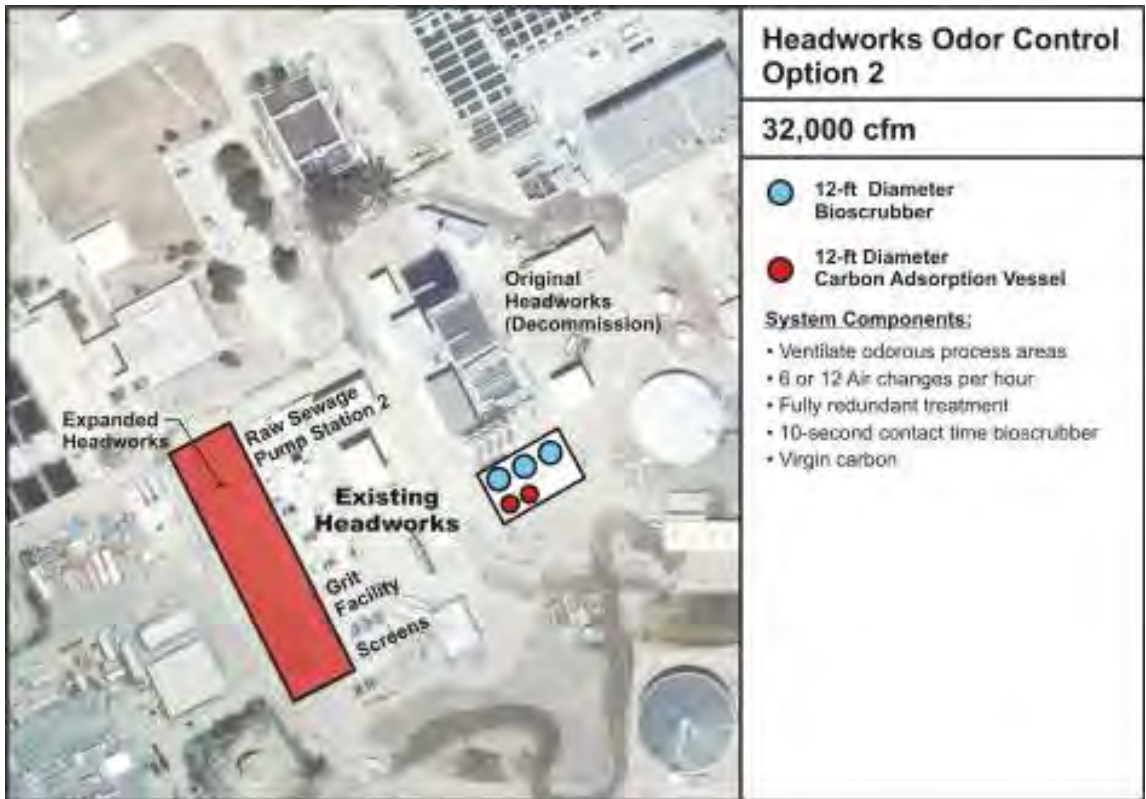 Headworks Odor Control
Option 2
32,000 cfm
12-ft Diameter
Bioscrubber
12-ft Diameter
Carbon Adsorption Vessel
System Components:
• Ventilate odorous process areas
• 6 or 12 Air changes per hour
• Fully redundant treatment
• 10-second contact time bioscrubber
• Virgin carbon
Original
Headworks
(Decommission)
Expanded
Headworks
Raw Sewage
Pump Station 2
Existing
Headworks
Grit
Facility
Screens